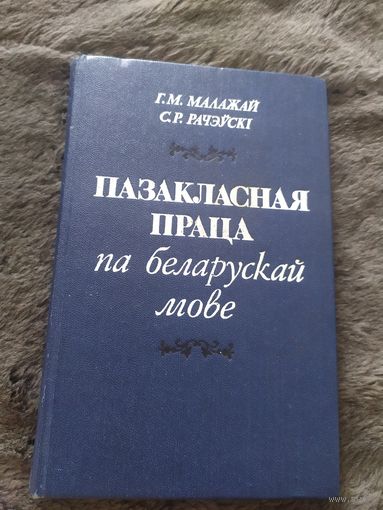 Г.М. МАЛАЖАЙ
С.Р. РАЧЭЎСКІ
ПАЗАКЛАСНАЯ
ПРАЦА
па беларускай
мове